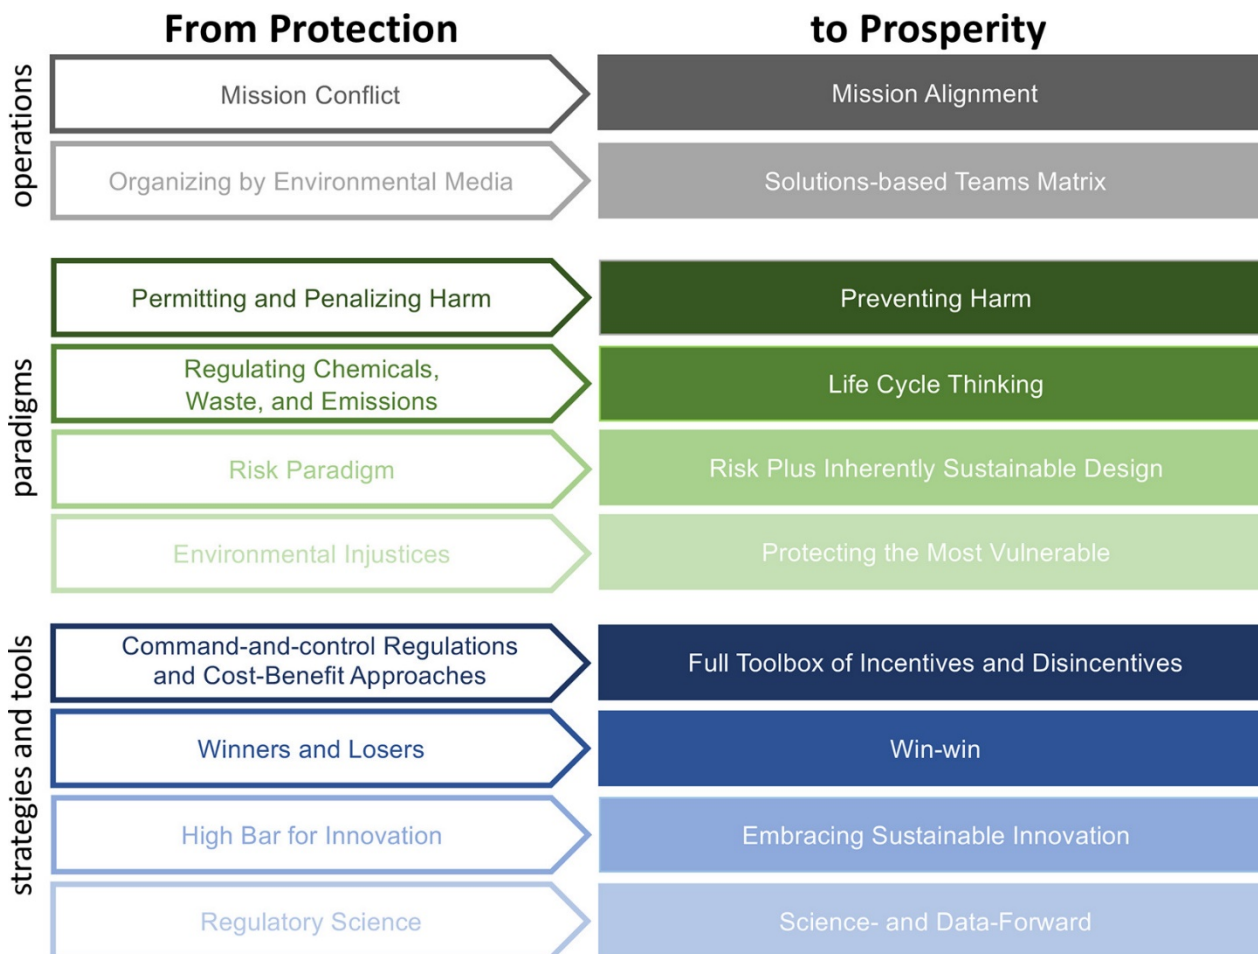 From Protection
to Prosperity
operations
Mission Conflict
Mission Alignment
Organizing by Environmental Media
Solutions-based Teams Matrix
paradigms
Permitting and Penalizing Harm
Preventing Harm
Regulating Chemicals,
Waste, and Emissions
Life Cycle Thinking
Risk Paradigm
Risk Plus Inherently Sustainable Design
Environmental Injustices
Protecting the Most Vulnerable
strategies and tools
Command-and-control Regulations
and Cost-Benefit Approaches
Full Toolbox of Incentives and Disincentives
Winners and Losers
Win-win
High Bar for Innovation
Embracing Sustainable Innovation
Regulatory Science
Science- and Data-Forward